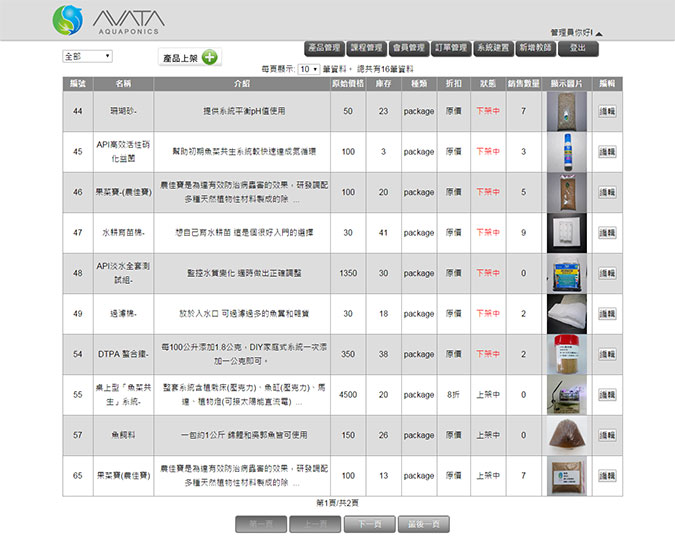 AVATA
AQUAPONICS
管理員你好!
全部
產品上架
產品管理 課程管理 會員管理 訂單管理 系統建置 新增教師 登出
每頁顯示: 10 筆資料, 總共有16筆資料
編號 名稱 介紹 原始價格 庫存 種類 折扣 狀態 銷售數量 顯示圖片 編輯
44 珊瑚砂- 提供系統平衡pH值使用 50 23 package 原價 下架中 7 編輯
45 API高效活性硝化益菌 幫助初期魚菜共生系統較快速達成氮循環 100 3 package 原價 下架中 3 編輯
46 果菜寶-(農佳寶) 農佳寶是為達有效防治病蟲害的效果，研發調配
多種天然植物性材料製成的除 ... 100 20 package 原價 下架中 5 編輯
47 水耕育苗棉- 想自己育水耕苗 這是個很好入門的選擇 30 41 package 原價 下架中 9 編輯
48 API淡水全套測
試組- 監控水質變化 適時做出正確調整 1350 30 package 原價 下架中 0 編輯
49 過濾棉- 放於入水口 可過濾過多的魚糞和雜質 30 18 package 原價 下架中 2 編輯
54 DTPA 螯合鐵- 每100公升添加1.8公克，DIY家庭式系統一次添
加一公克即可。 350 38 package 原價 下架中 2 編輯
55 桌上型「魚菜共
生」系統- 整套系統含植栽床(壓克力)、魚缸(壓克力)、馬
達、植物燈(可接太陽能直流電) ... 4500 20 package 8折 上架中 0 編輯
57 魚飼料 一包約1公斤 錦鯉和吳郭魚皆可使用 150 26 package 原價 上架中 0 編輯
65 果菜寶(農佳寶) 農佳寶是為達有效防治病蟲害的效果，研發調配
多種天然植物性材料製成的除 ... 100 13 package 原價 上架中 7 編輯
第1頁/共2頁
第一頁 上一頁 下一頁 最後一頁